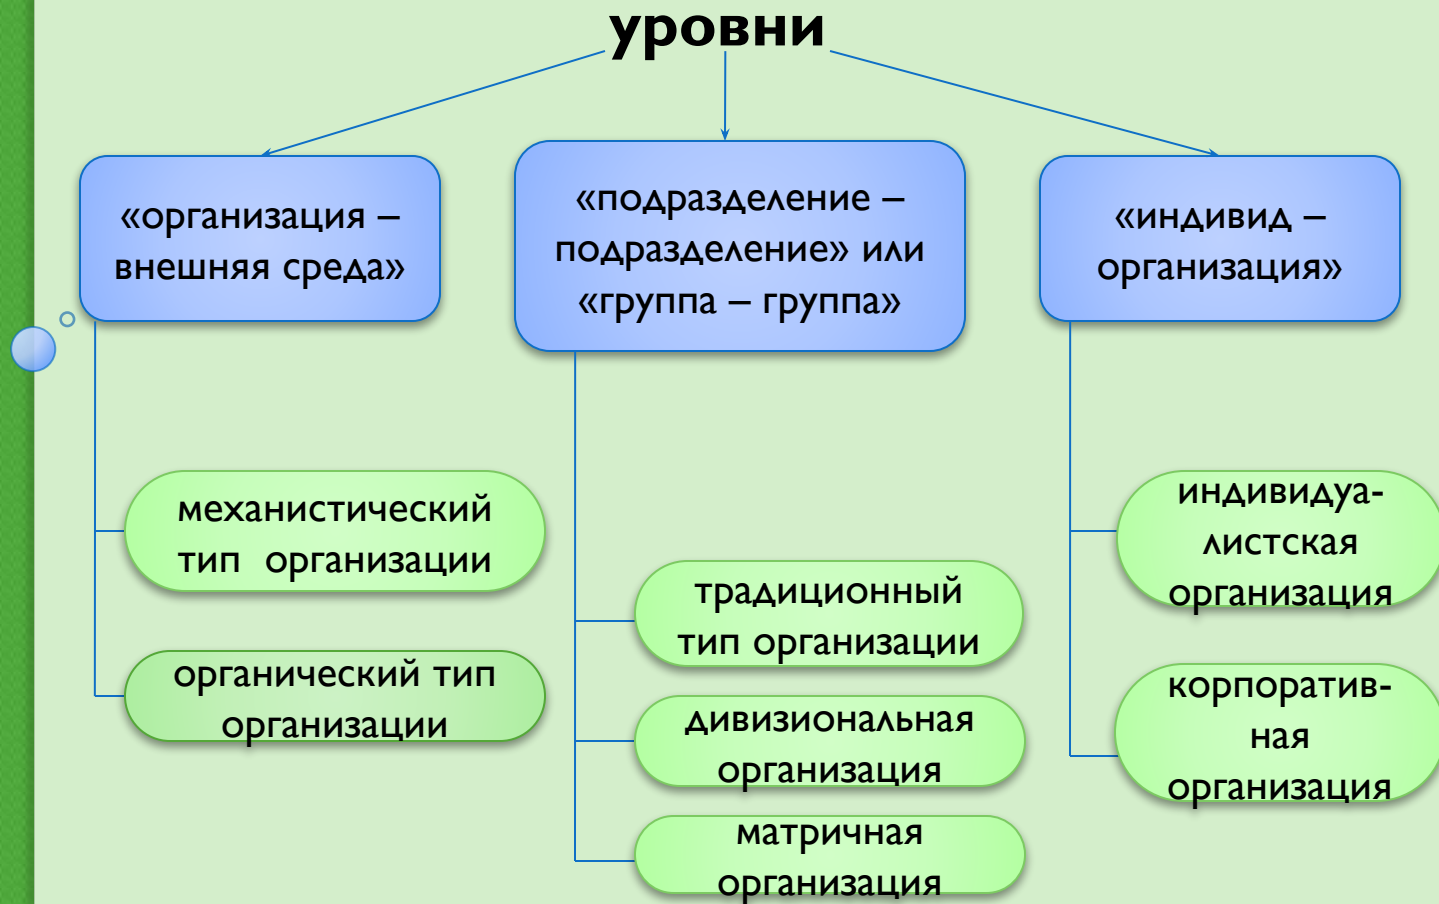 уровни
«организация –
внешняя среда»
«подразделение –
подразделение» или
«группа – группа»
«индивид –
организация»
механистический
тип  организации
органический тип
организации
традиционный
тип организации
дивизиональная
организация
матричная
организация
индивидуа-
листская
организация
корпоратив-
ная
организация